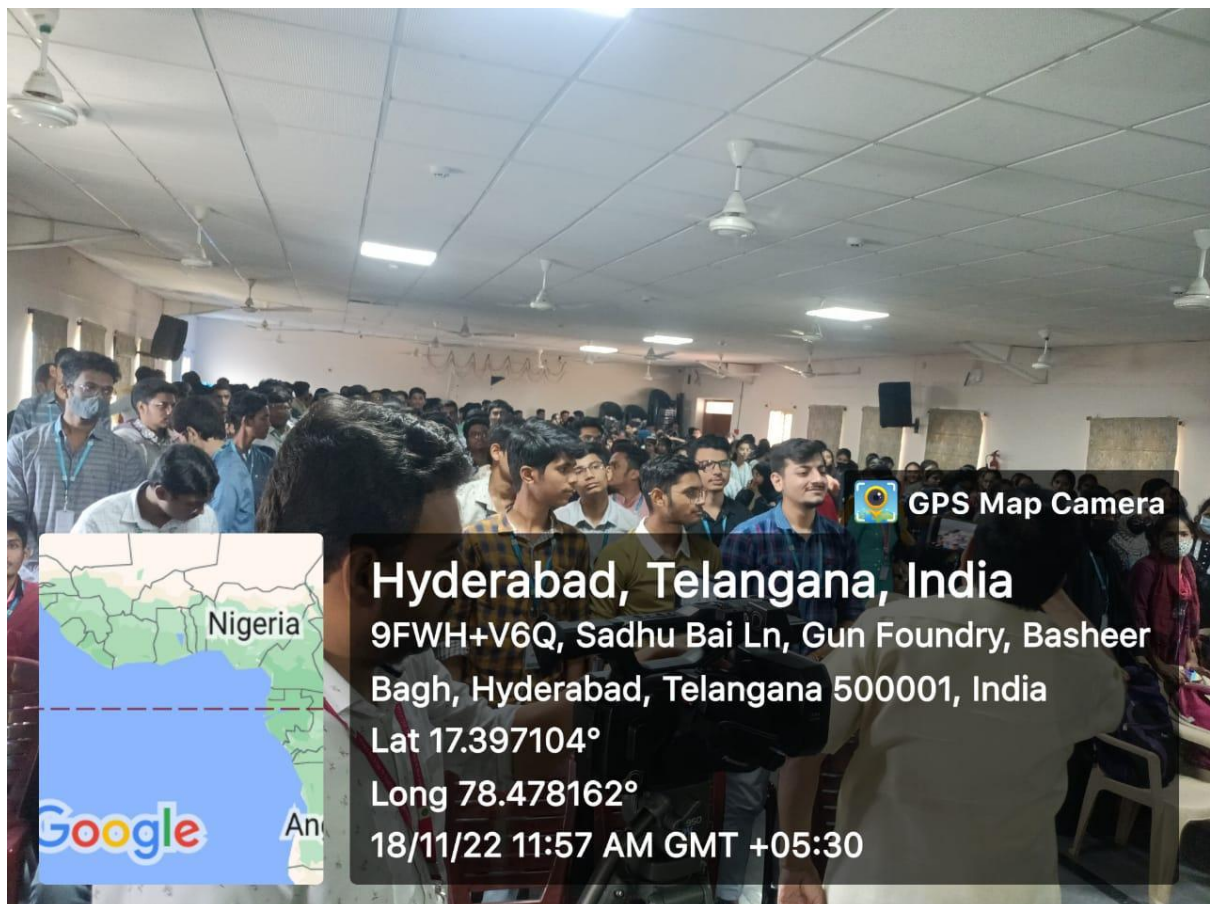 GPS Map Camera
Hyderabad, Telangana, India
9FWH+V6Q, Sadhu Bai Ln, Gun Foundry, Basheer
Bagh, Hyderabad, Telangana 500001, India
Lat 17.397104°
Long 78.478162°
18/11/22 11:57 AM GMT +05:30
Nigeria
Google
An